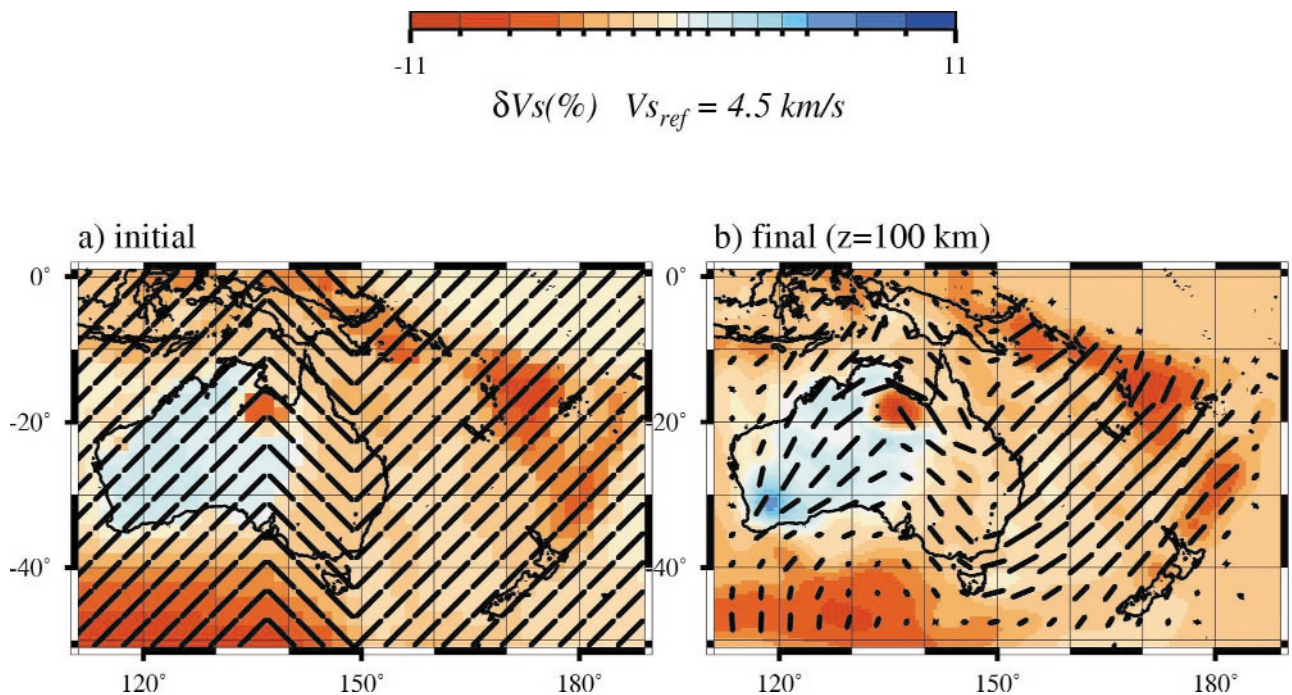 -11 11
δVs(%) Vsref = 4.5 km/s
a) initial b) final (z=100 km)
0˚ 0˚
-20˚ -20˚
-40˚ -40˚
120˚ 150˚ 180˚ 120˚ 150˚ 180˚